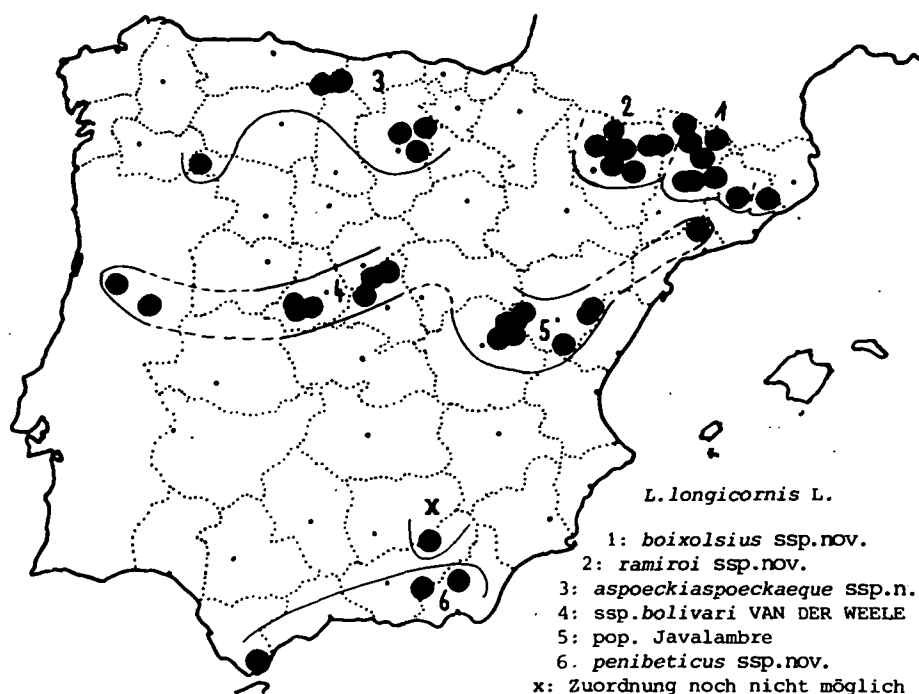 3
2
1
4
5
x
6
L.longicornis L.
1: boixolsius ssp.nov.
2: ramiroi ssp.nov.
3: aspoeckiaspoeckaeque ssp.n.
4: ssp.bolivari VAN DER WEELE
5: pop. Javalambre
6. penibeticus ssp.nov.
x: Zuordnung noch nicht möglich